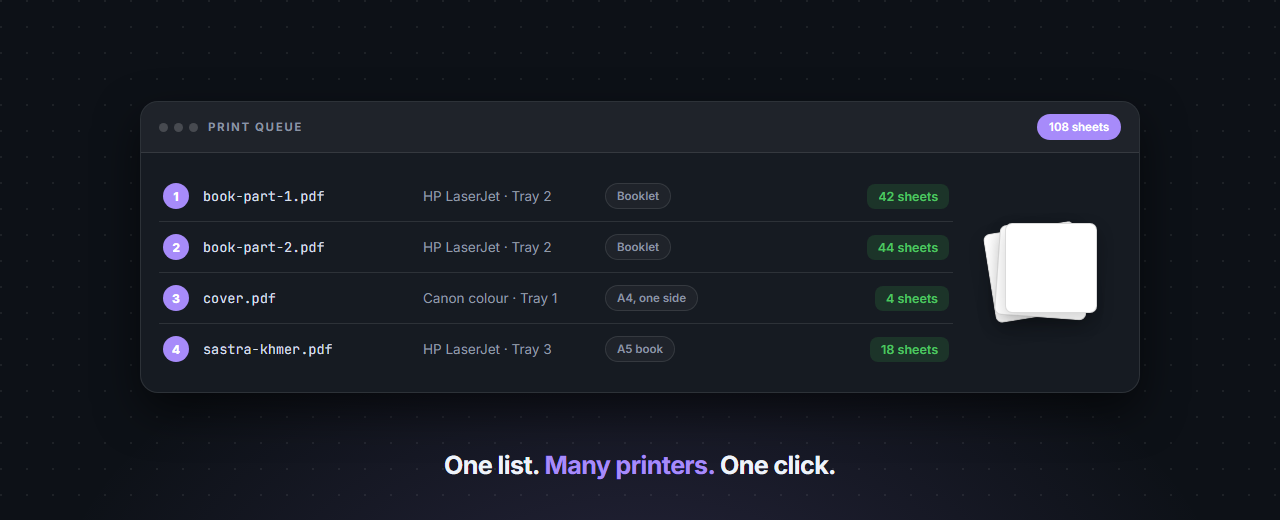 PRINT QUEUE 108 sheets
1 book-part-1.pdf HP LaserJet · Tray 2 Booklet 42 sheets
2 book-part-2.pdf HP LaserJet · Tray 2 Booklet 44 sheets
3 cover.pdf Canon colour · Tray 1 A4, one side 4 sheets
4 sastra-khmer.pdf HP LaserJet · Tray 3 A5 book 18 sheets
One list. Many printers. One click.